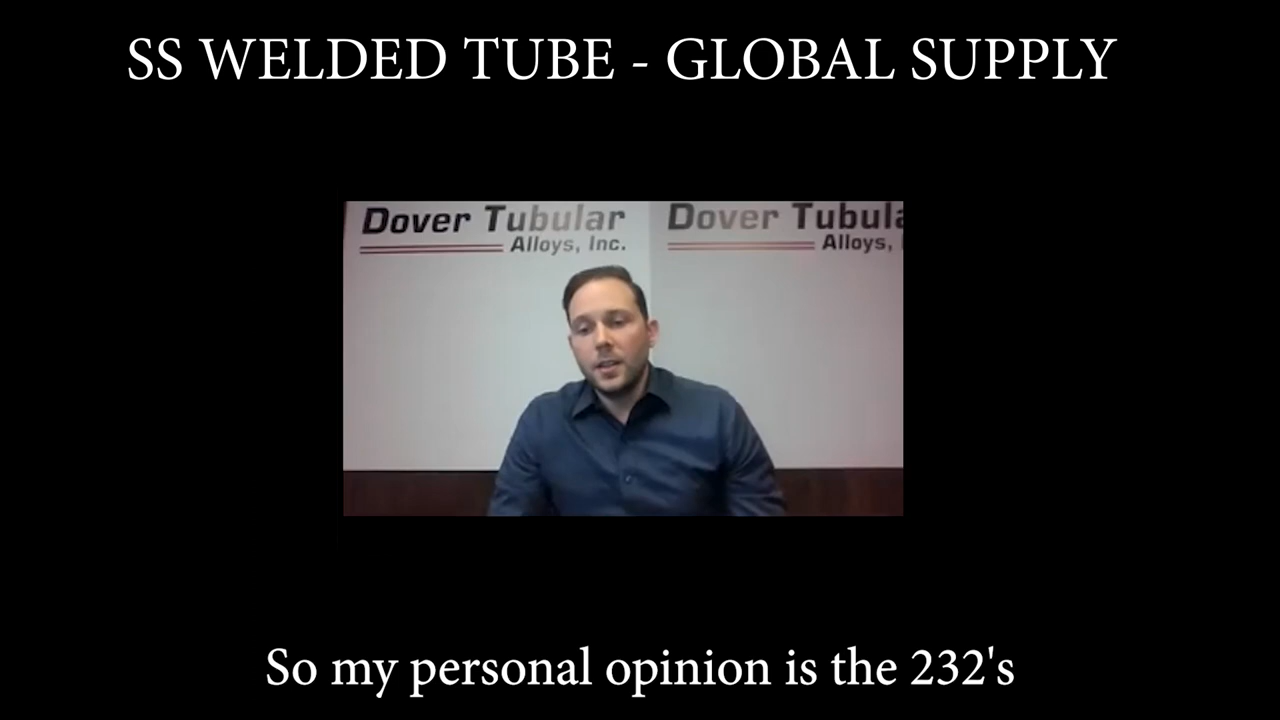 SS WELDED TUBE - GLOBAL SUPPLY
Dover Tubular
Alloys, Inc.
Dover Tubula
Alloys,
So my personal opinion is the 232's